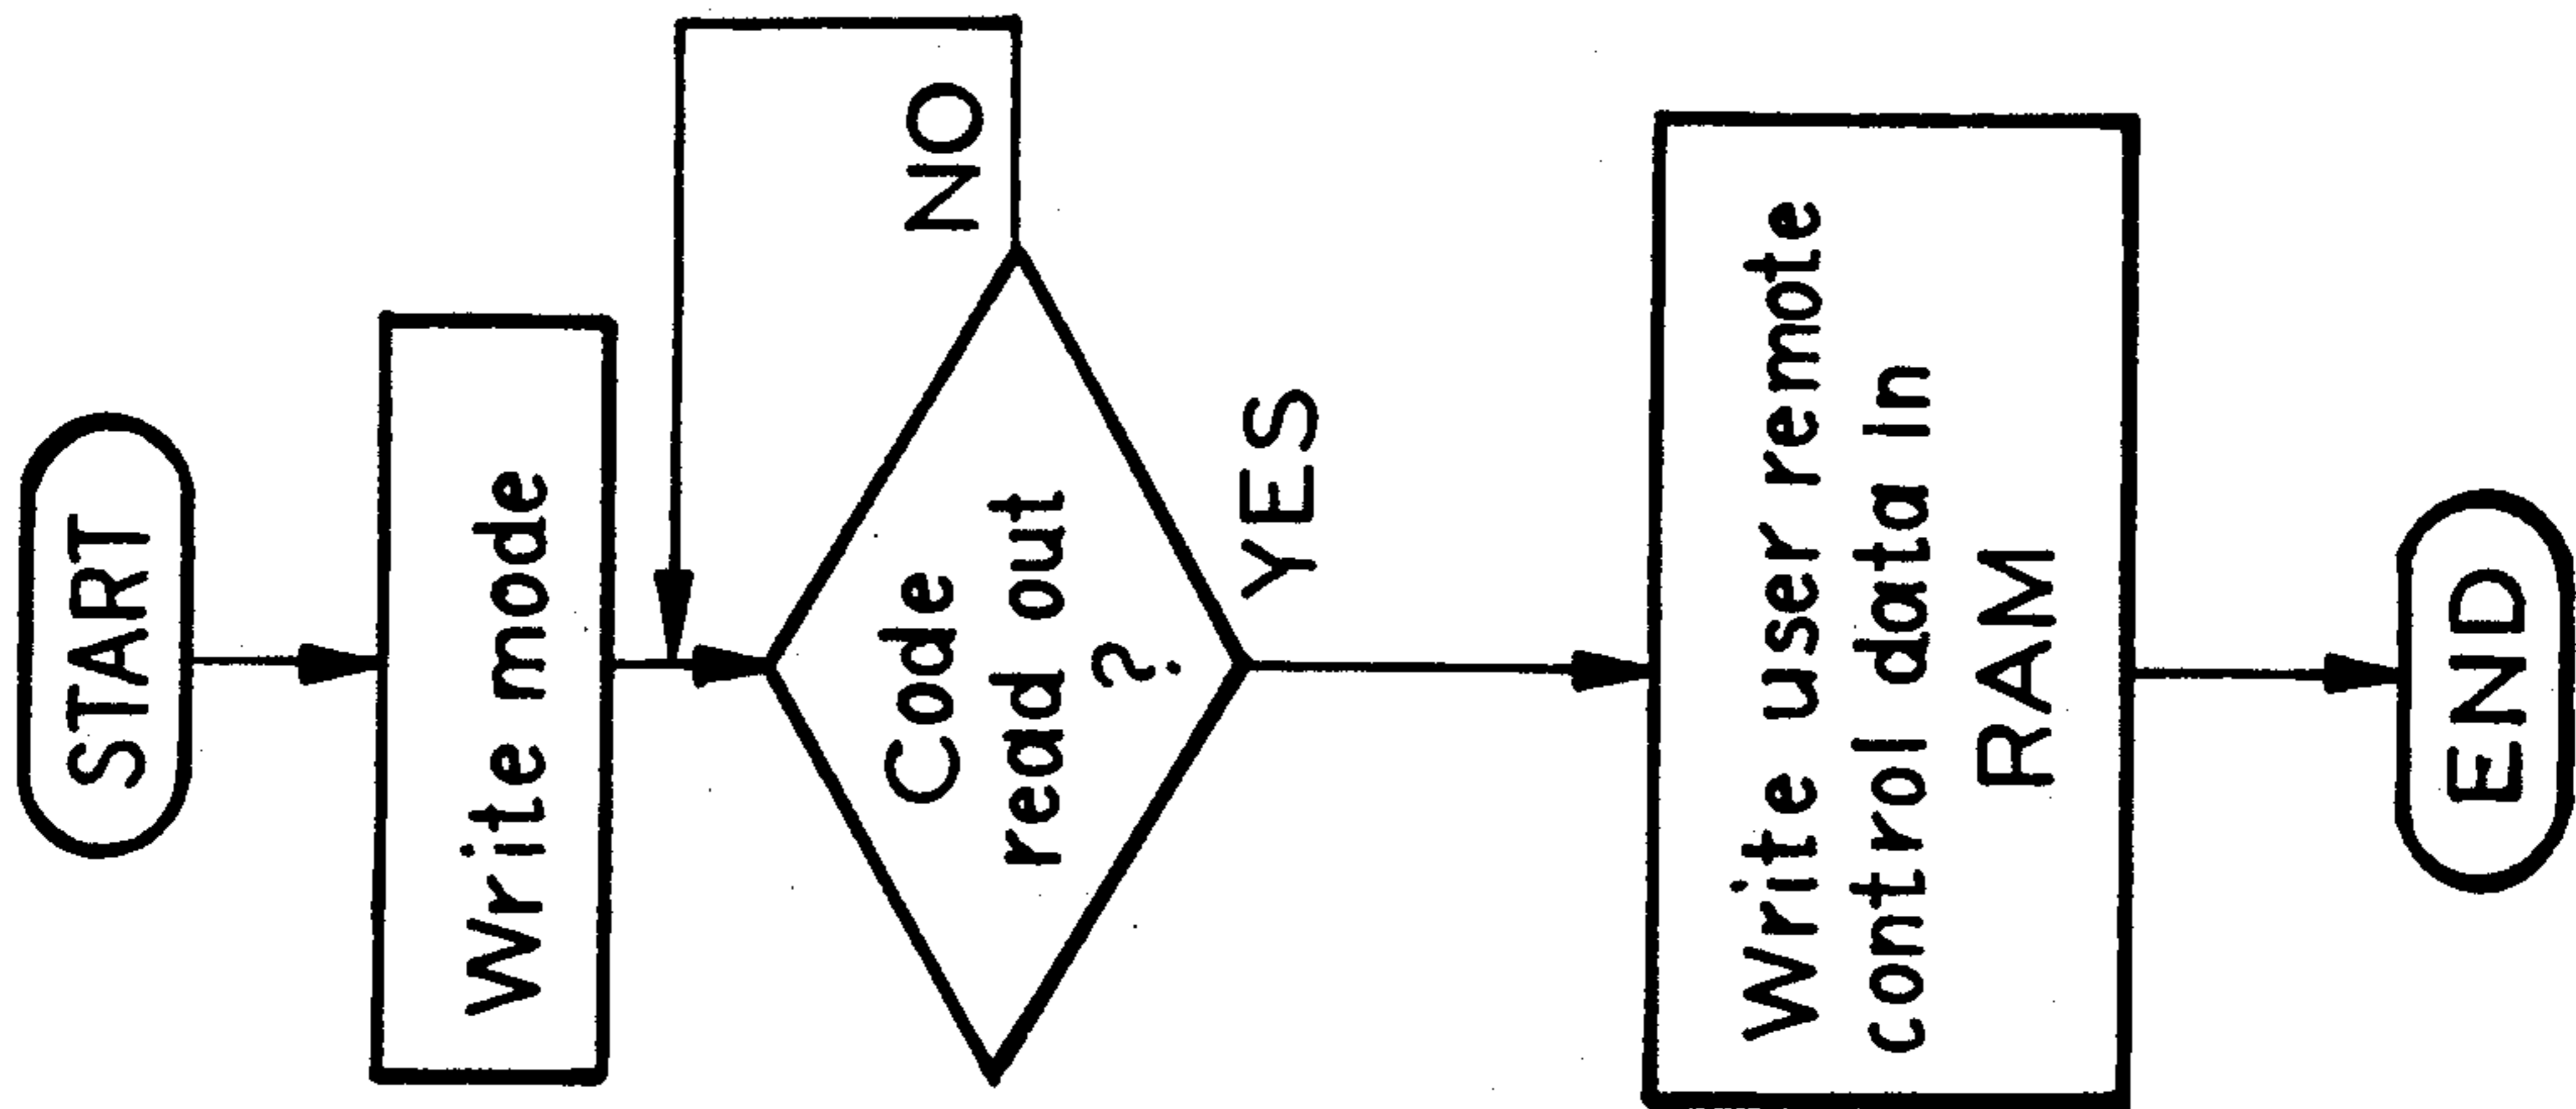 START
Write mode
Code
read out
?
NO
YES
Write user remote
control data in
RAM
END